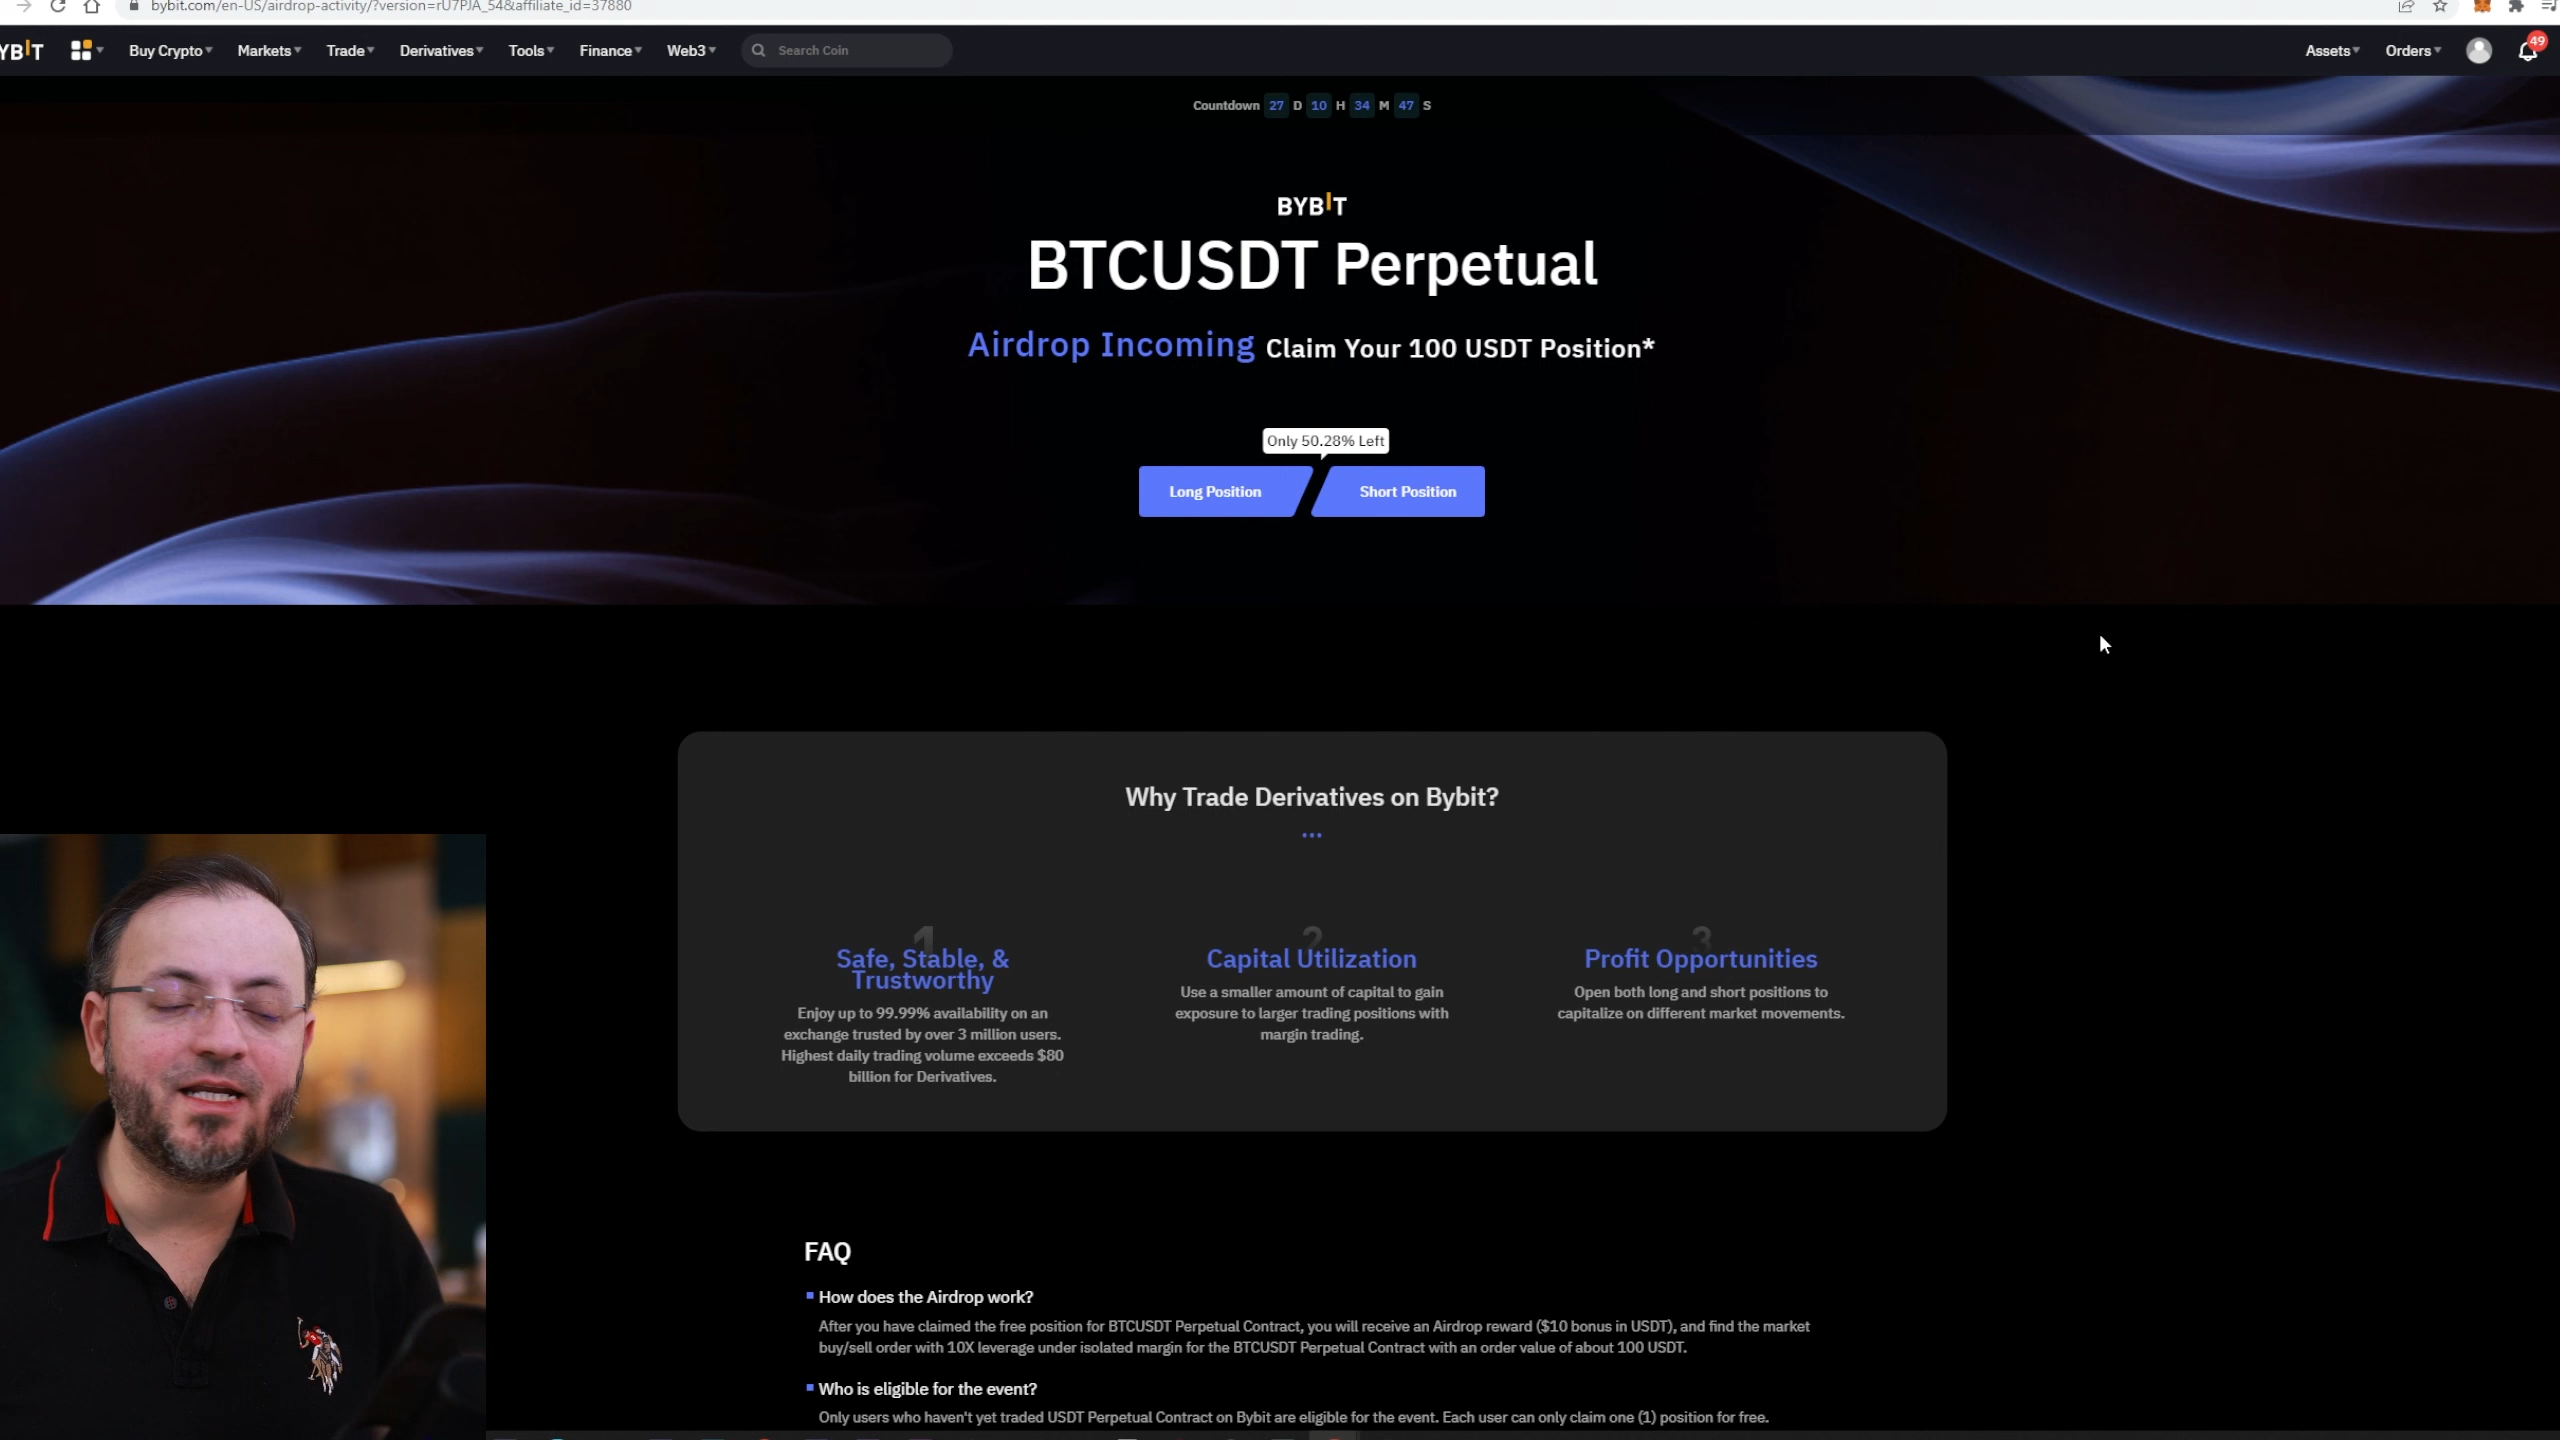 bybit.com/en-US/airdrop-activity/?version=rU7PJA_54&affiliate_id=37880
YBIT Buy Crypto Markets Trade Derivatives Tools Finance Web3 Search Coin Assets Orders 49
Countdown 27 D 10 H 34 M 47 S
BYBIT
BTCUSDT Perpetual
Airdrop Incoming Claim Your 100 USDT Position*
Only 50.28% Left
Long Position Short Position
Why Trade Derivatives on Bybit?
1
Safe, Stable, &
Trustworthy
Enjoy up to 99.99% availability on an
exchange trusted by over 3 million users.
Highest daily trading volume exceeds $80
billion for Derivatives.
2
Capital Utilization
Use a smaller amount of capital to gain
exposure to larger trading positions with
margin trading.
3
Profit Opportunities
Open both long and short positions to
capitalize on different market movements.
FAQ
How does the Airdrop work?
After you have claimed the free position for BTCUSDT Perpetual Contract, you will receive an Airdrop reward ($10 bonus in USDT), and find the market
buy/sell order with 10X leverage under isolated margin for the BTCUSDT Perpetual Contract with an order value of about 100 USDT.
Who is eligible for the event?
Only users who haven't yet traded USDT Perpetual Contract on Bybit are eligible for the event. Each user can only claim one (1) position for free.